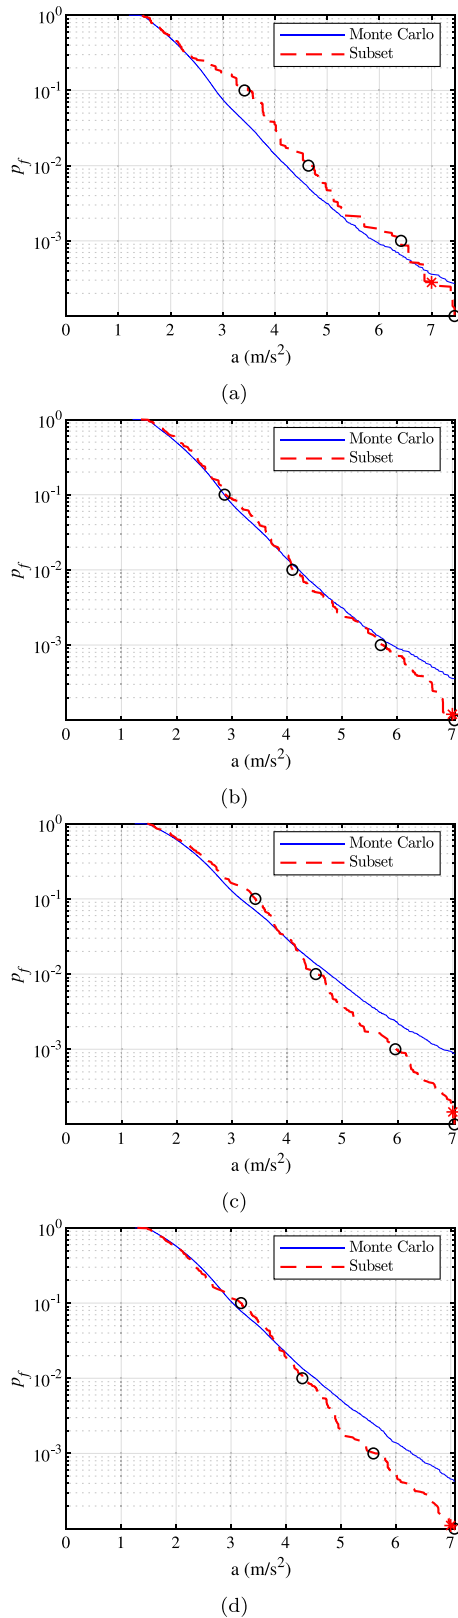 10^0
Monte Carlo
Subset
10^-1
p_f
10^-2
10^-3
0 1 2 3 4 5 6 7
a (m/s^2)
(a)
10^0
Monte Carlo
Subset
10^-1
p_f
10^-2
10^-3
0 1 2 3 4 5 6 7
a (m/s^2)
(b)
10^0
Monte Carlo
Subset
10^-1
p_f
10^-2
10^-3
0 1 2 3 4 5 6 7
a (m/s^2)
(c)
10^0
Monte Carlo
Subset
10^-1
p_f
10^-2
10^-3
0 1 2 3 4 5 6 7
a (m/s^2)
(d)